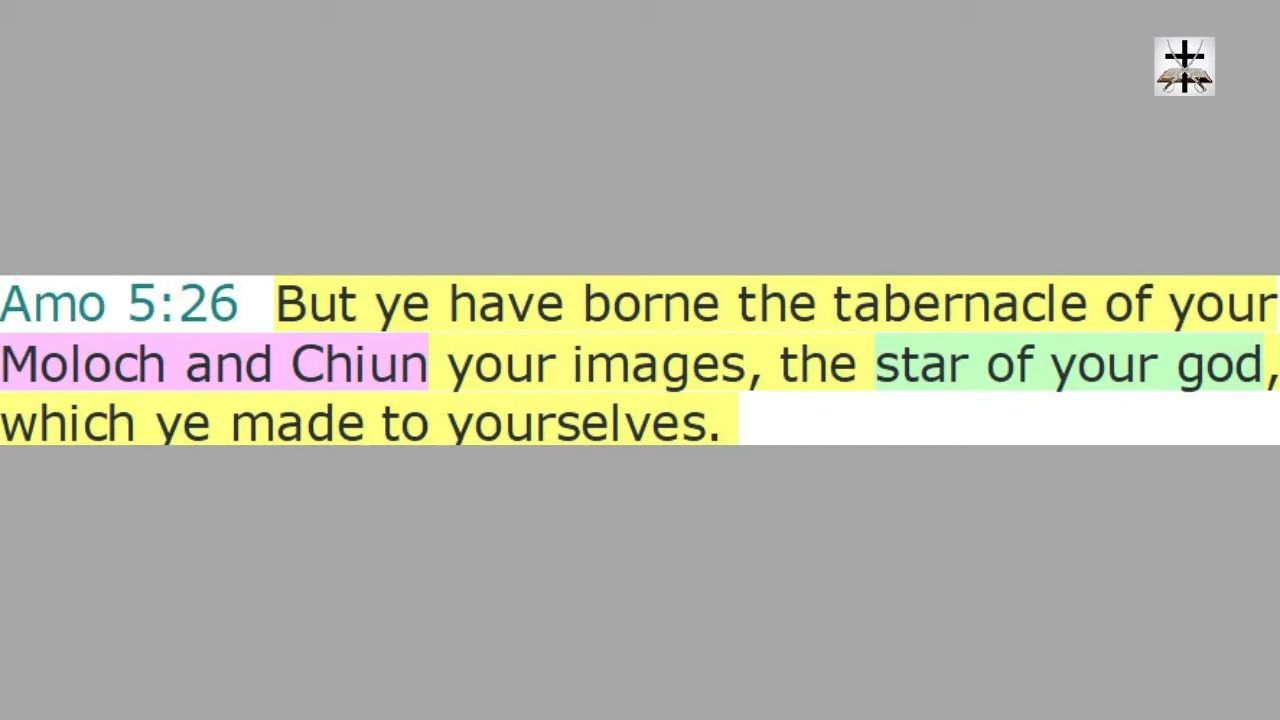 Amo 5:26 But ye have borne the tabernacle of your
Moloch and Chiun your images, the star of your god,
which ye made to yourselves.